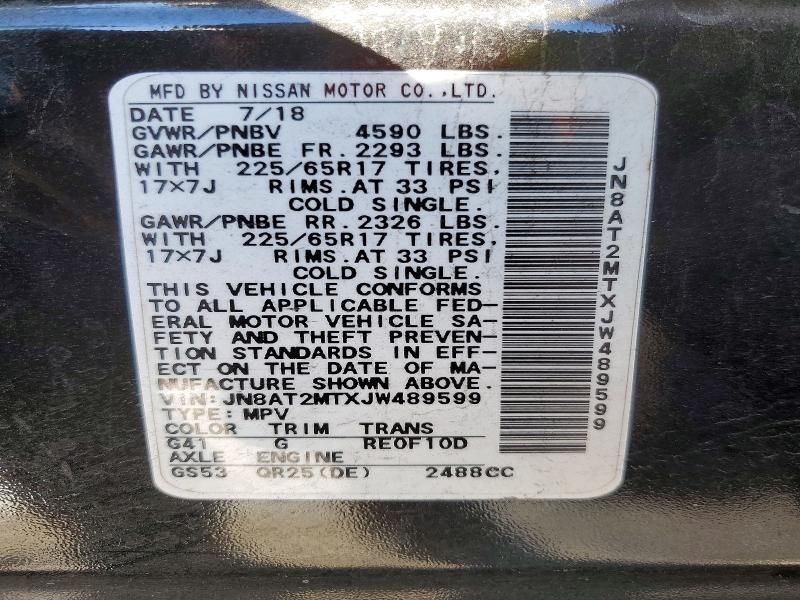 MFD BY NISSAN MOTOR CO.,LTD.
DATE 7/18
GVWR/PNBV 4590 LBS.
GAWR/PNBE FR.2293 LBS.
WITH 225/65R17 TIRES,
17×7J RIMS.AT 33 PSI
COLD SINGLE.
GAWR/PNBE RR.2326 LBS.
WITH 225/65R17 TIRES,
17×7J RIMS.AT 33 PSI
COLD SINGLE.
THIS VEHICLE CONFORMS
TO ALL APPLICABLE FED-
ERAL MOTOR VEHICLE SA-
FETY AND THEFT PREVEN-
TION STANDARDS IN EFF-
ECT ON THE DATE OF MA-
NUFACTURE SHOWN ABOVE.
VIN:JN8AT2MTXJW489599
TYPE:MPV
COLOR TRIM TRANS
G41 G RE0F10D
AXLE ENGINE
GS53 QR25(DE) 2488CC
JN8AT2MTXJW489599